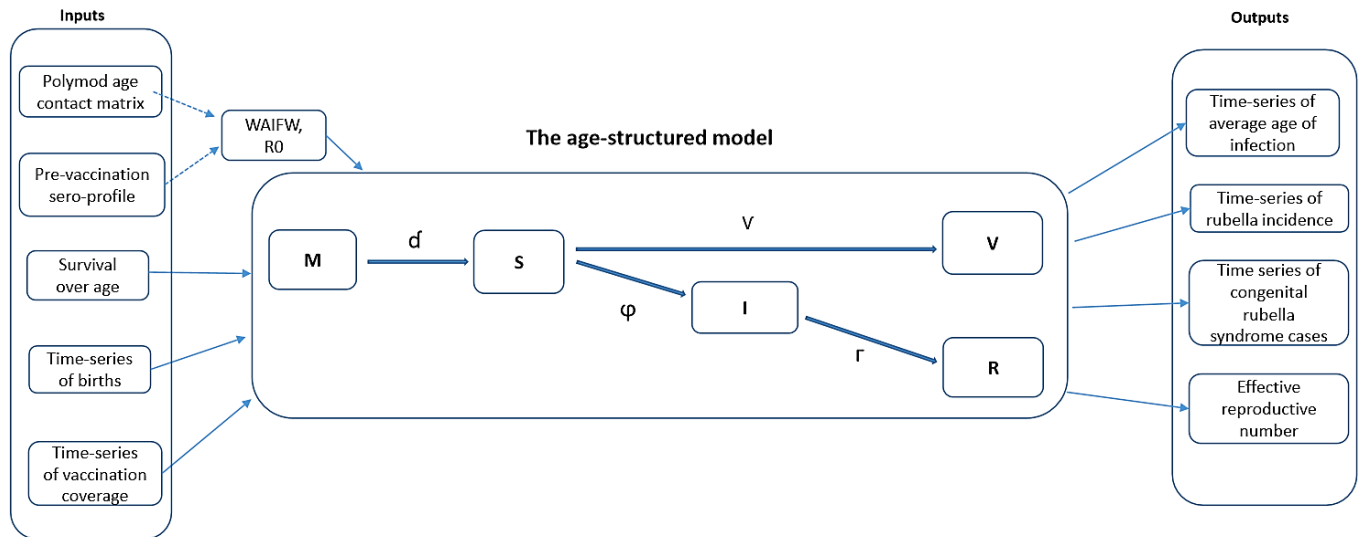 Inputs
Polymod age
contact matrix
Pre-vaccination
sero-profile
Survival
over age
Time-series
of births
Time-series
of vaccination
coverage
WAIFW,
R0
The age-structured model
M
ɗ
S
v
V
φ
I
r
R
Outputs
Time-series of
average age of
infection
Time-series of
rubella incidence
Time series of
congenital
rubella
syndrome cases
Effective
reproductive
number